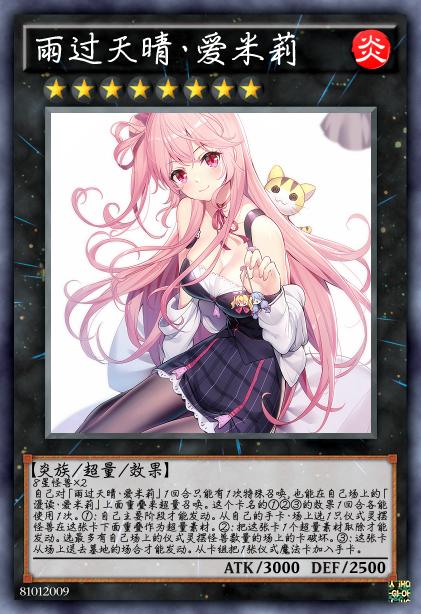 雨过天晴·爱米莉
炎
【炎族/超量/效果】
8星怪兽×2
自己对「雨过天晴·爱米莉」1回合只能有1次特殊召唤,也能在自己场上的「
漫读·爱米莉」上面重叠来超量召唤。这个卡名的①②③的效果1回合各能
使用1次。①:自己主要阶段才能发动。从自己的手卡·场上选1只仪式灵摆
怪兽在这张卡下面重叠作为超量素材。②:把这张卡1个超量素材取除才能
发动。选最多有自己场上的仪式灵摆怪兽数量的场上的卡破坏。③:这张卡
从场上送去墓地的场合才能发动。从卡组把1张仪式魔法卡加入手卡。
ATK/3000 DEF/2500
81012009